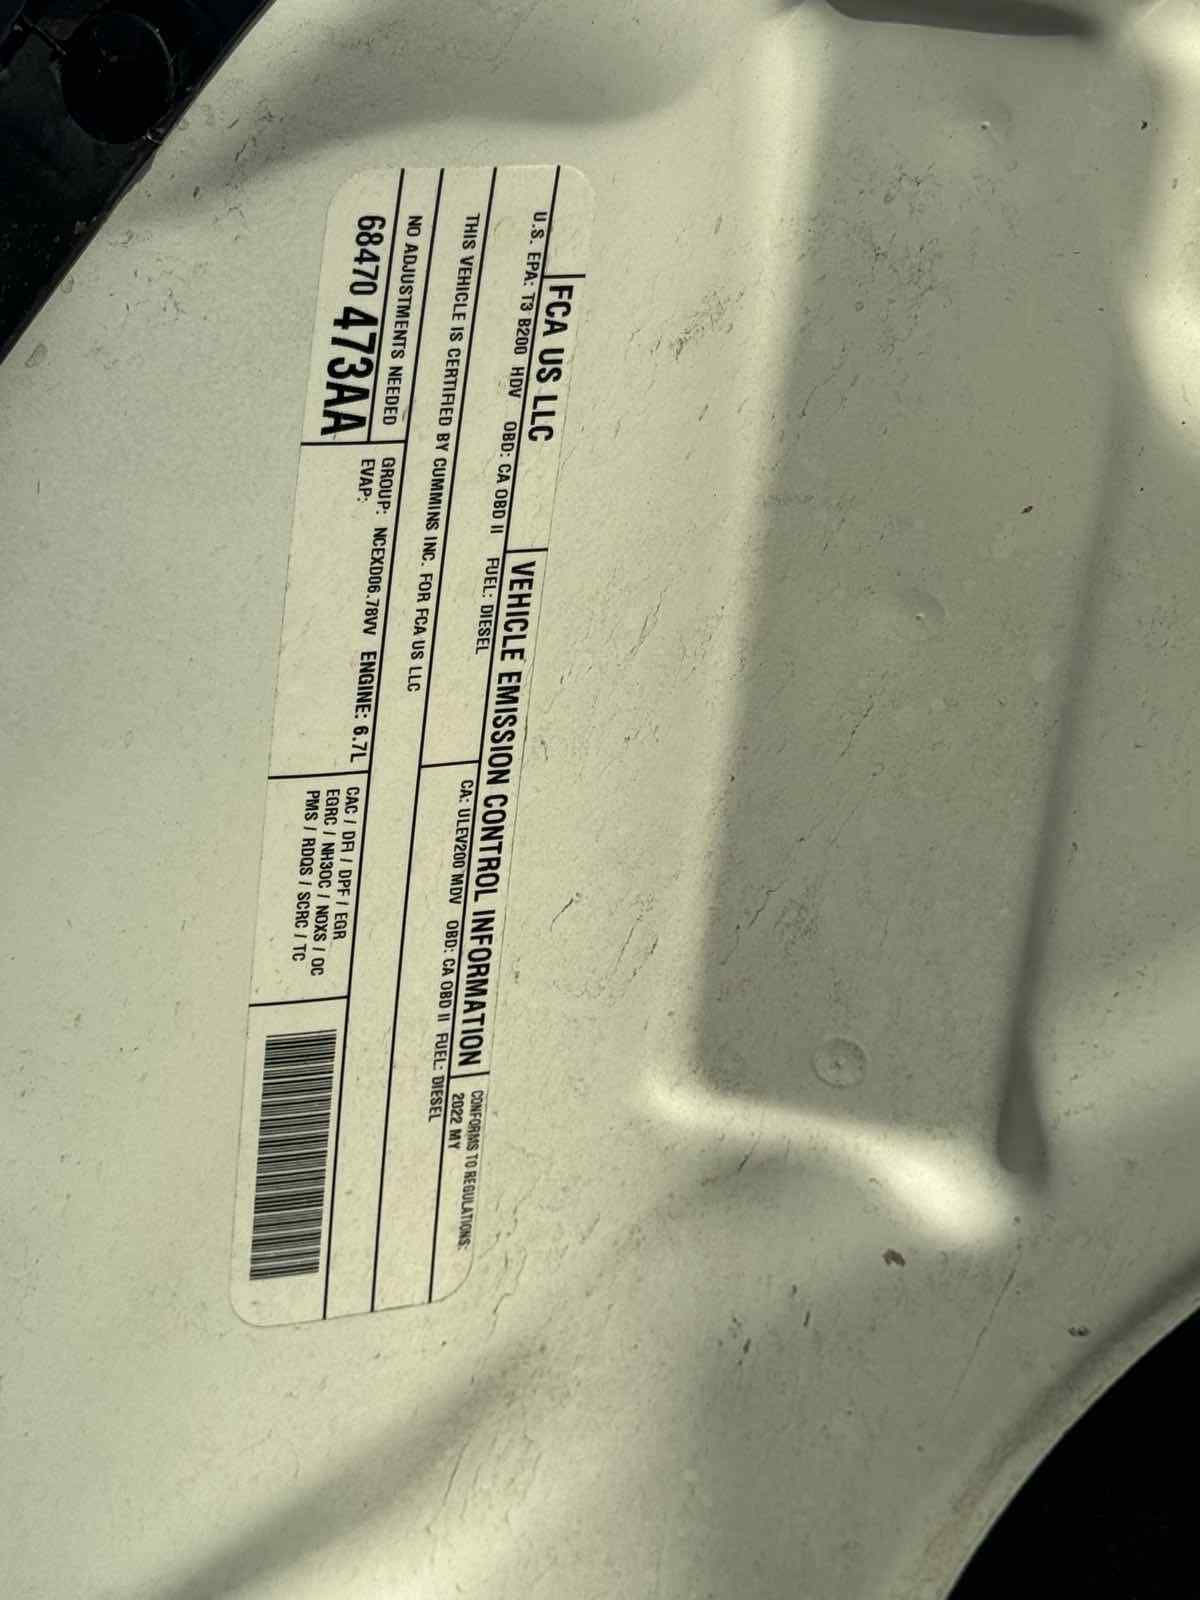 FCA US LLC
VEHICLE EMISSION CONTROL INFORMATION
CONFORMS TO REGULATIONS:
2022 MY
U.S. EPA: T3 B200 HDV OBD: CA OBD II FUEL: DIESEL
CA: ULEV200 MDV OBD: CA OBD II FUEL: DIESEL
THIS VEHICLE IS CERTIFIED BY CUMMINS INC. FOR FCA US LLC
NO ADJUSTMENTS NEEDED
68470 473AA
GROUP: NCEXD06.78VV ENGINE: 6.7L
EVAP:
CAC / DFI / DPF / EGR
EGRC / NH3OC / NOXS / OC
PMS / RDQS / SCRC / TC